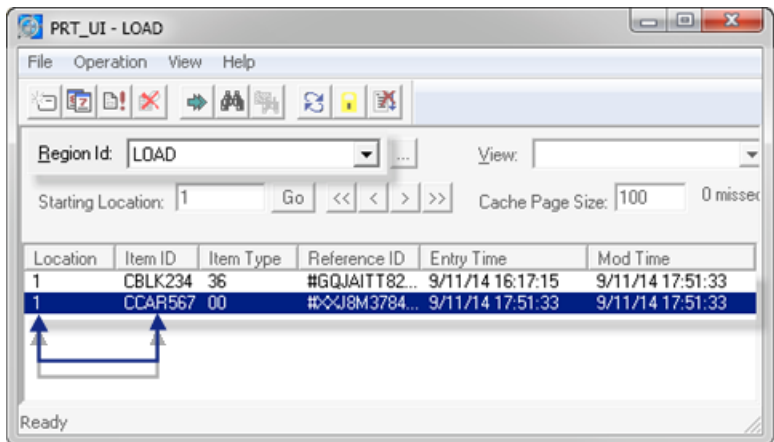 PRT_UI - LOAD
File Operation View Help
Region Id: LOAD ... View:
Starting Location: 1 Go << < > >> Cache Page Size: 100 0 missed
Location Item ID Item Type Reference ID Entry Time Mod Time
1 CBLK234 36 #GQJAITT82... 9/11/14 16:17:15 9/11/14 17:51:33
1 CCAR567 00 #XXJ8M3784... 9/11/14 17:51:33 9/11/14 17:51:33
Ready